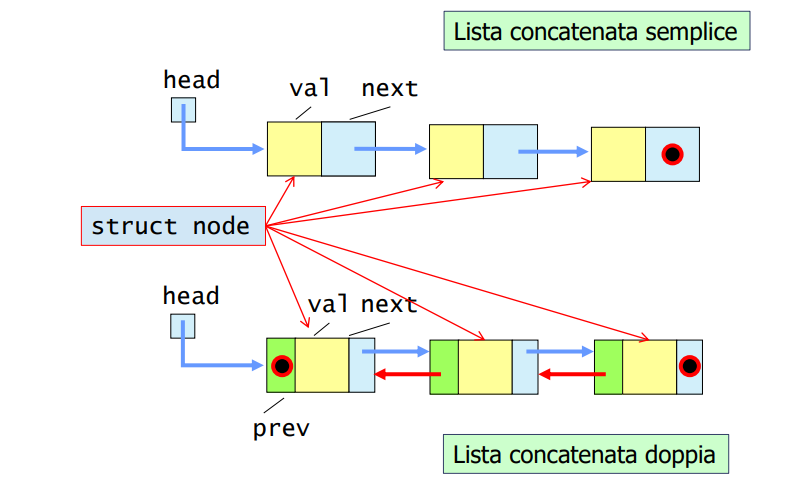 Lista concatenata semplice
head
val next
struct node
head
val next
prev
Lista concatenata doppia